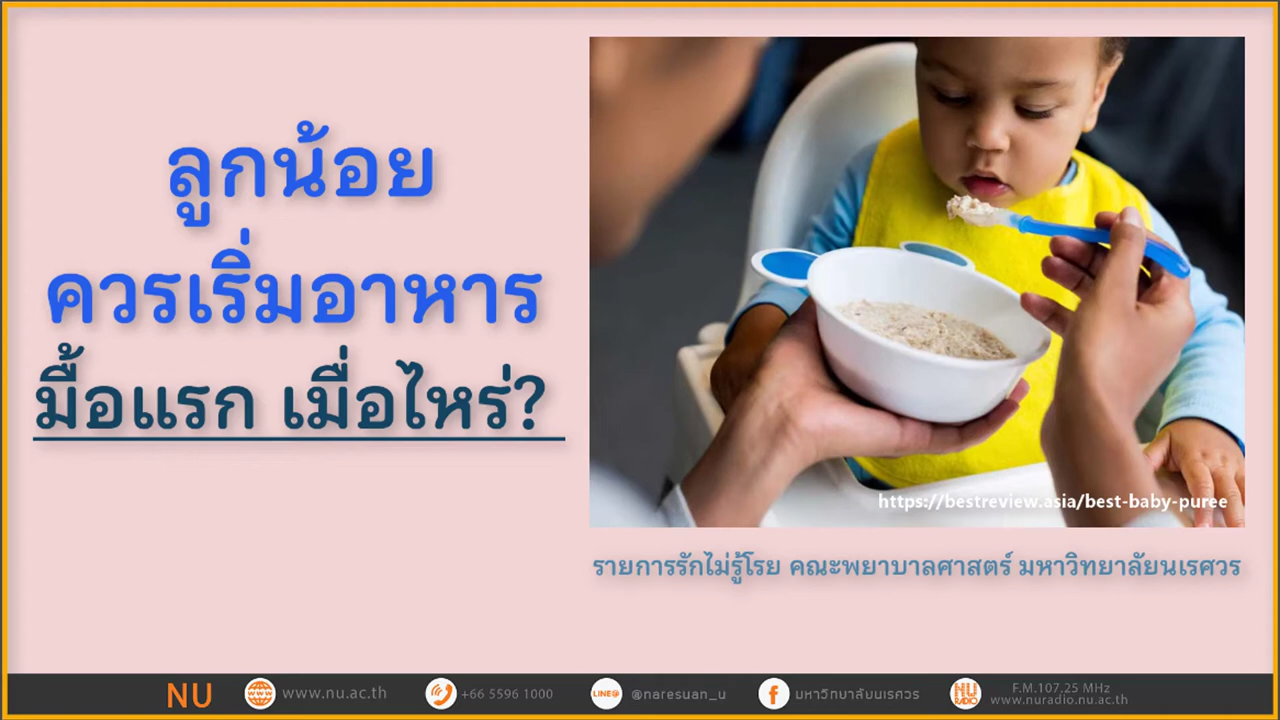 ลูกน้อย
ควรเริ่มอาหาร
มื้อแรก เมื่อไหร่?
https://bestreview.asia/best-baby-puree
รายการรักไม่รู้โรย คณะพยาบาลศาสตร์ มหาวิทยาลัยนเรศวร
NU www.nu.ac.th +66 5596 1000 LINE@ @naresuan_u f มหาวิทยาลัยนเรศวร NU RADIO F.M.107.25 MHz
www.nuradio.nu.ac.th